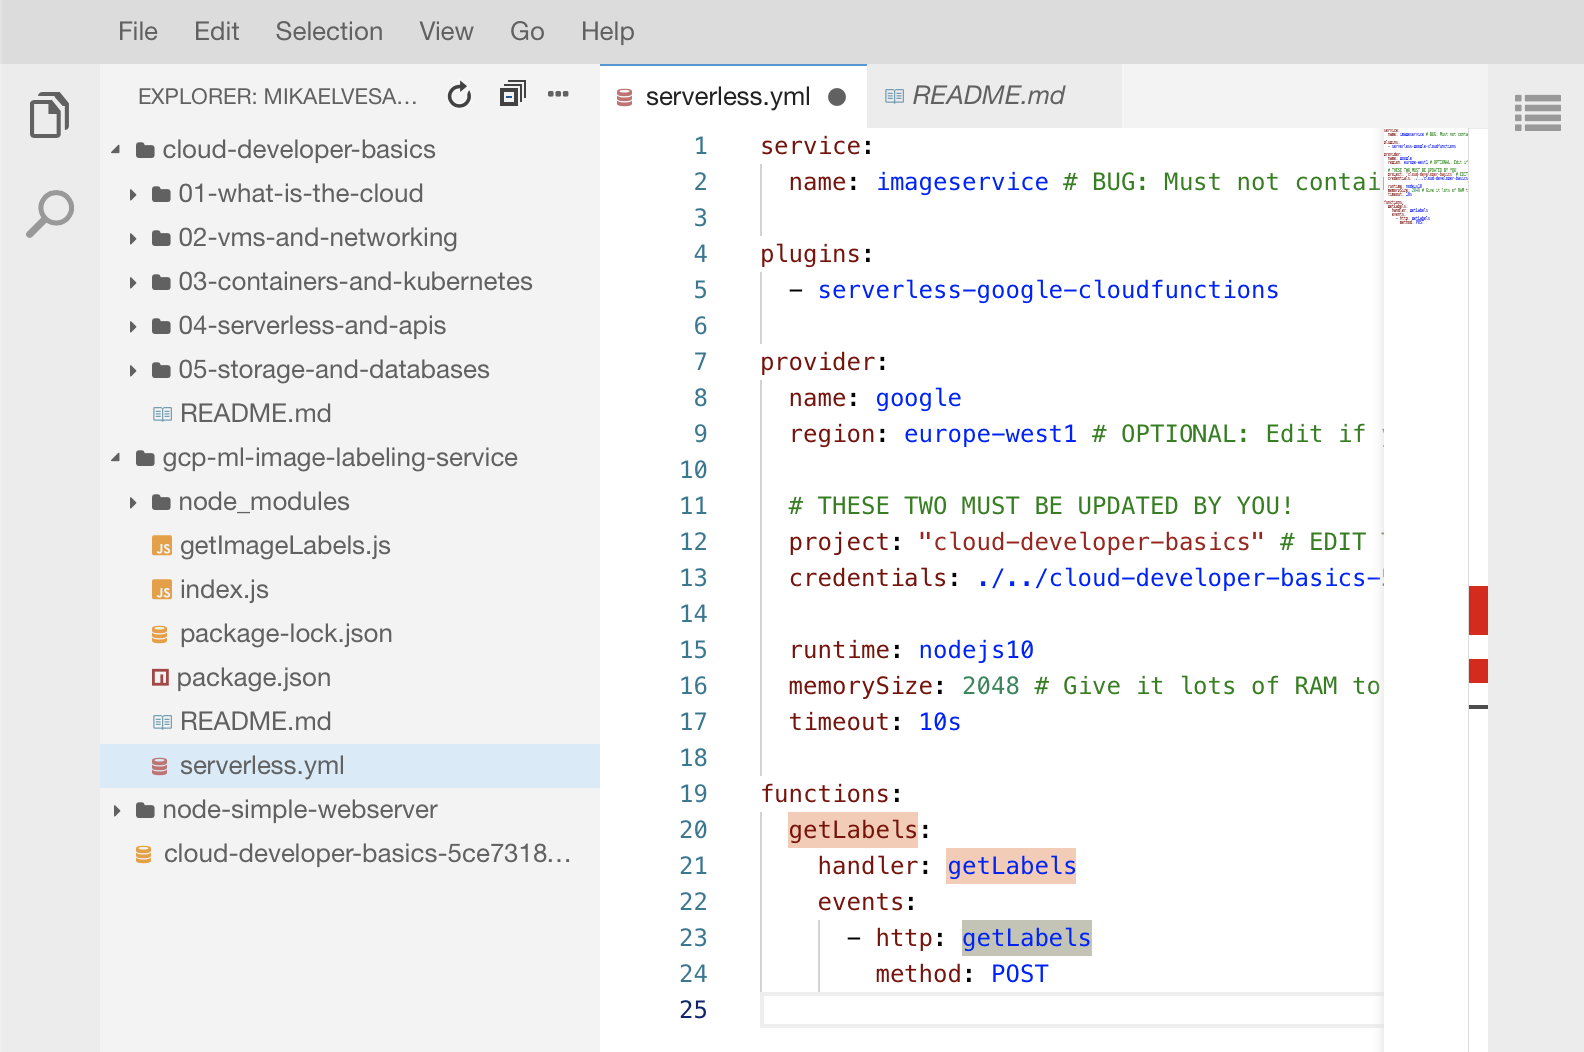 File Edit Selection View Go Help
EXPLORER: MIKAELVESA...
cloud-developer-basics
01-what-is-the-cloud
02-vms-and-networking
03-containers-and-kubernetes
04-serverless-and-apis
05-storage-and-databases
README.md
gcp-ml-image-labeling-service
node_modules
getImageLabels.js
index.js
package-lock.json
package.json
README.md
serverless.yml
node-simple-webserver
cloud-developer-basics-5ce7318...
serverless.yml README.md
1 service:
2 name: imageservice # BUG: Must not contai
3
4 plugins:
5 - serverless-google-cloudfunctions
6
7 provider:
8 name: google
9 region: europe-west1 # OPTIONAL: Edit if
10
11 # THESE TWO MUST BE UPDATED BY YOU!
12 project: "cloud-developer-basics" # EDIT
13 credentials: ./../cloud-developer-basics-
14
15 runtime: nodejs10
16 memorySize: 2048 # Give it lots of RAM to
17 timeout: 10s
18
19 functions:
20 getLabels:
21 handler: getLabels
22 events:
23 - http: getLabels
24 method: POST
25